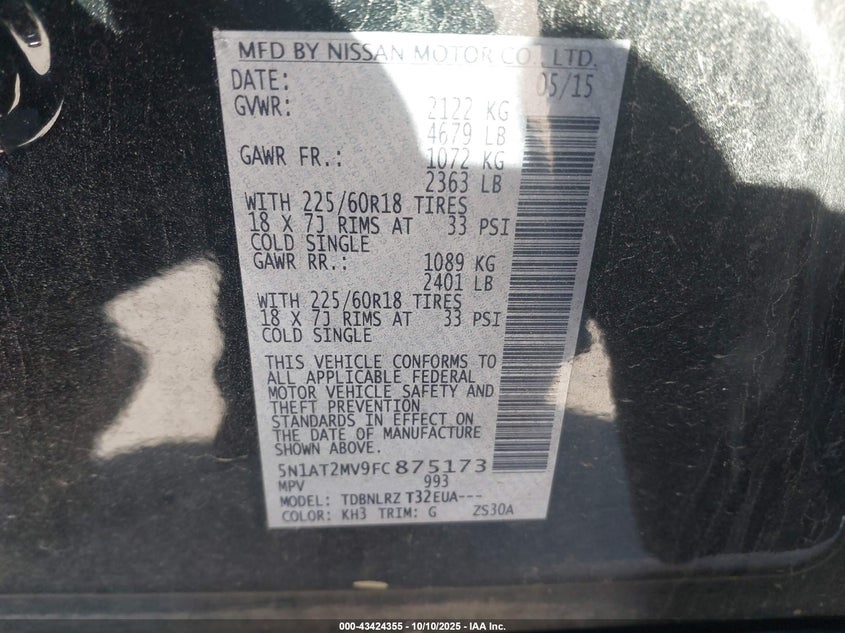 MFD BY NISSAN MOTOR CO., LTD.
DATE: 05/15
GVWR: 2122 KG
4679 LB
GAWR FR.: 1072 KG
2363 LB
WITH 225/60R18 TIRES
18 X 7J RIMS AT 33 PSI
COLD SINGLE
GAWR RR.: 1089 KG
2401 LB
WITH 225/60R18 TIRES
18 X 7J RIMS AT 33 PSI
COLD SINGLE
THIS VEHICLE CONFORMS TO
ALL APPLICABLE FEDERAL
MOTOR VEHICLE SAFETY AND
THEFT PREVENTION
STANDARDS IN EFFECT ON
THE DATE OF MANUFACTURE
SHOWN ABOVE.
5N1AT2MV9FC875173
MPV 993
MODEL: TDBNLRZ T32EUA---
COLOR: KH3 TRIM: G ZS30A
000-43424355 - 10/10/2025 - IAA Inc.